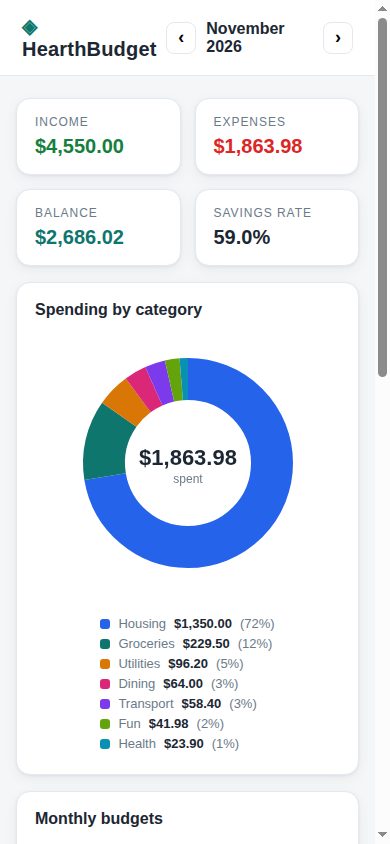 HearthBudget
‹
November
2026
›
INCOME
$4,550.00
EXPENSES
$1,863.98
BALANCE
$2,686.02
SAVINGS RATE
59.0%
Spending by category
$1,863.98
spent
Housing $1,350.00 (72%)
Groceries $229.50 (12%)
Utilities $96.20 (5%)
Dining $64.00 (3%)
Transport $58.40 (3%)
Fun $41.98 (2%)
Health $23.90 (1%)
Monthly budgets